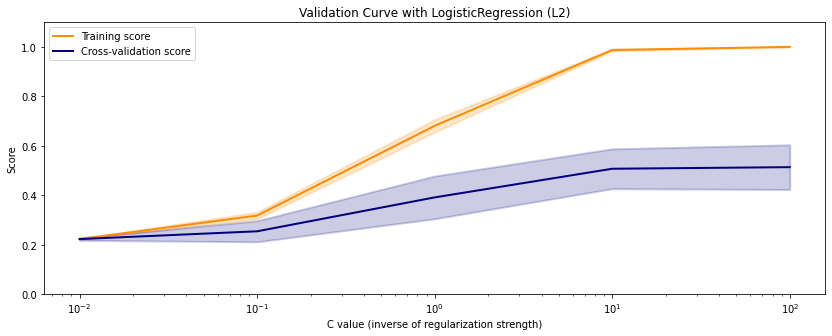 Validation Curve with LogisticRegression (L2)
Training score
Cross-validation score
Score
1.0
0.8
0.6
0.4
0.2
0.0
10⁻² 10⁻¹ 10⁰ 10¹ 10²
C value (inverse of regularization strength)